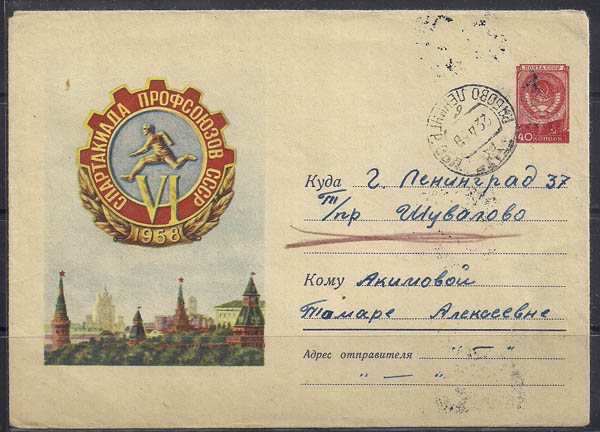 СПАРТАКИАДА ПРОФСОЮЗОВ СССР
VI
1958
ПОЧТА СССР
40 КОПЕЕК
Куда г. Ленинград 37
п/пр Шувалово
Кому Акимовой
Тамаре Алексеевне
Адрес отправителя — " —
" — " —